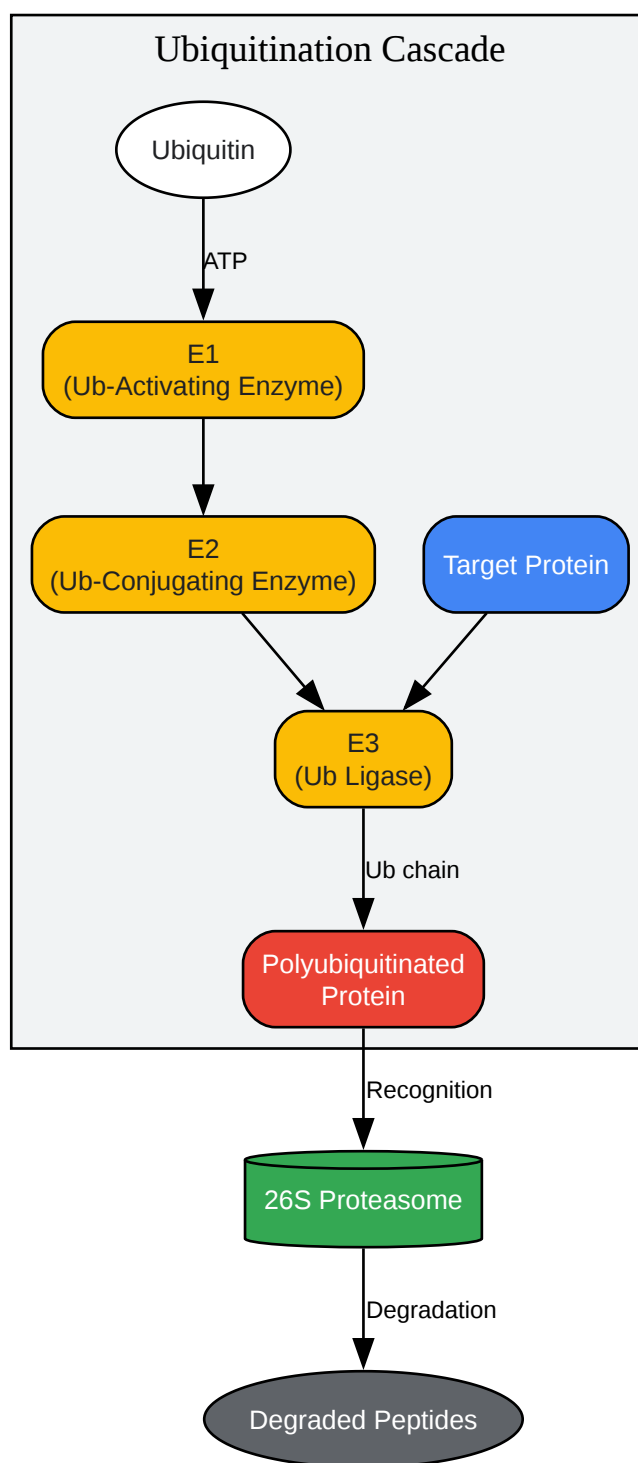 Ubiquitination Cascade
Ubiquitin
ATP
E1
(Ub-Activating Enzyme)
E2
(Ub-Conjugating Enzyme)
Target Protein
E3
(Ub Ligase)
Ub chain
Polyubiquitinated
Protein
Recognition
26S Proteasome
Degradation
Degraded Peptides